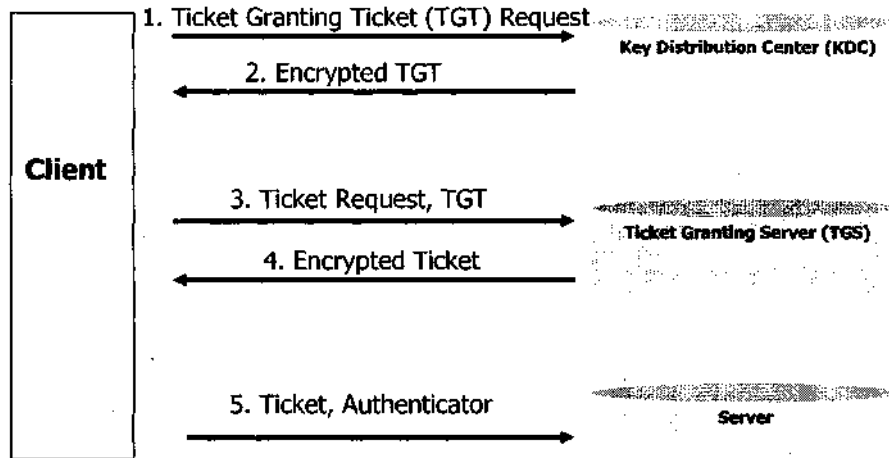 1. Ticket Granting Ticket (TGT) Request
Key Distribution Center (KDC)
2. Encrypted TGT
Client
3. Ticket Request, TGT
Ticket Granting Server (TGS)
4. Encrypted Ticket
5. Ticket, Authenticator
Server